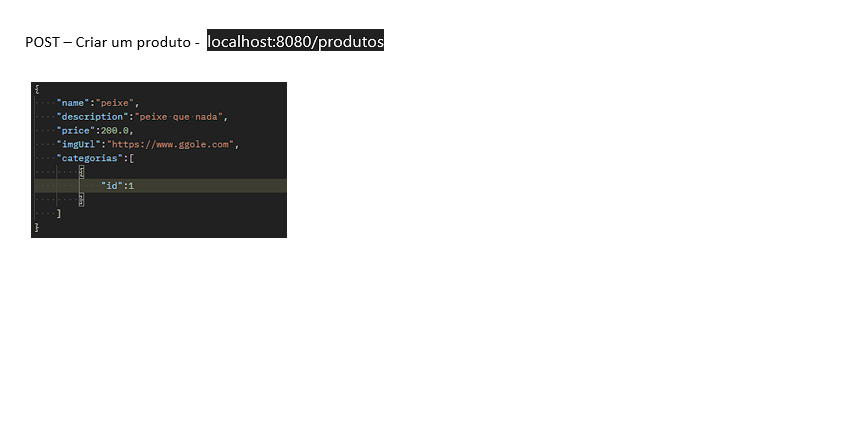 POST – Criar um produto - localhost:8080/produtos
{
"name":"peixe",
"description":"peixe que nada",
"price":200.0,
"imgUrl":"https://www.ggole.com",
"categorias":[
{
"id":1
}
]
}